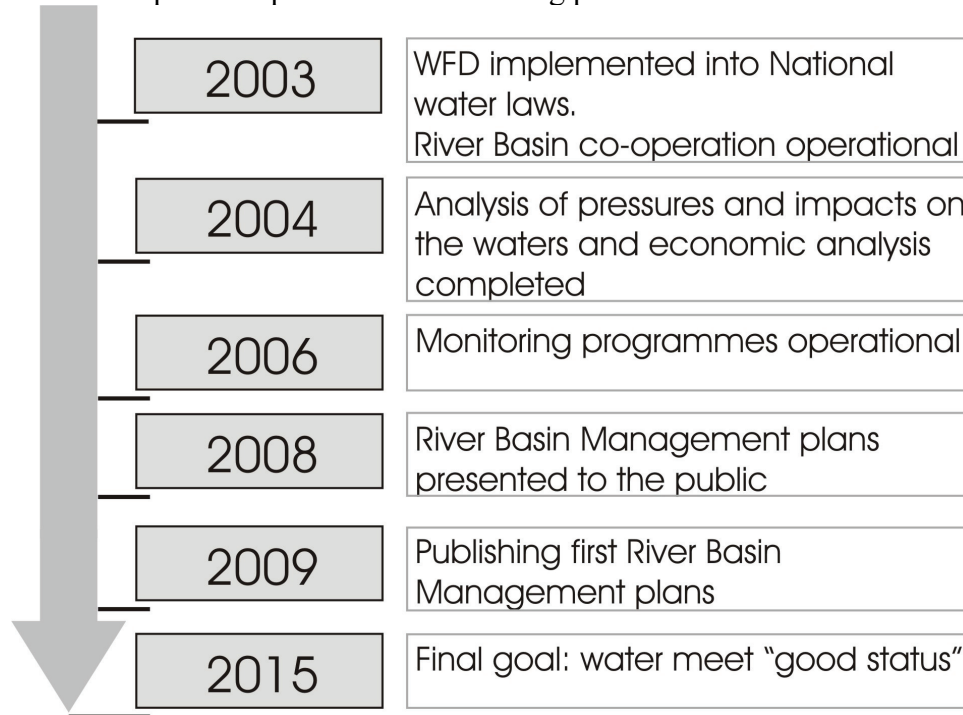 2003
WFD implemented into National
water laws.
River Basin co-operation operational
2004
Analysis of pressures and impacts on
the waters and economic analysis
completed
2006
Monitoring programmes operational
2008
River Basin Management plans
presented to the public
2009
Publishing first River Basin
Management plans
2015
Final goal: water meet “good status”